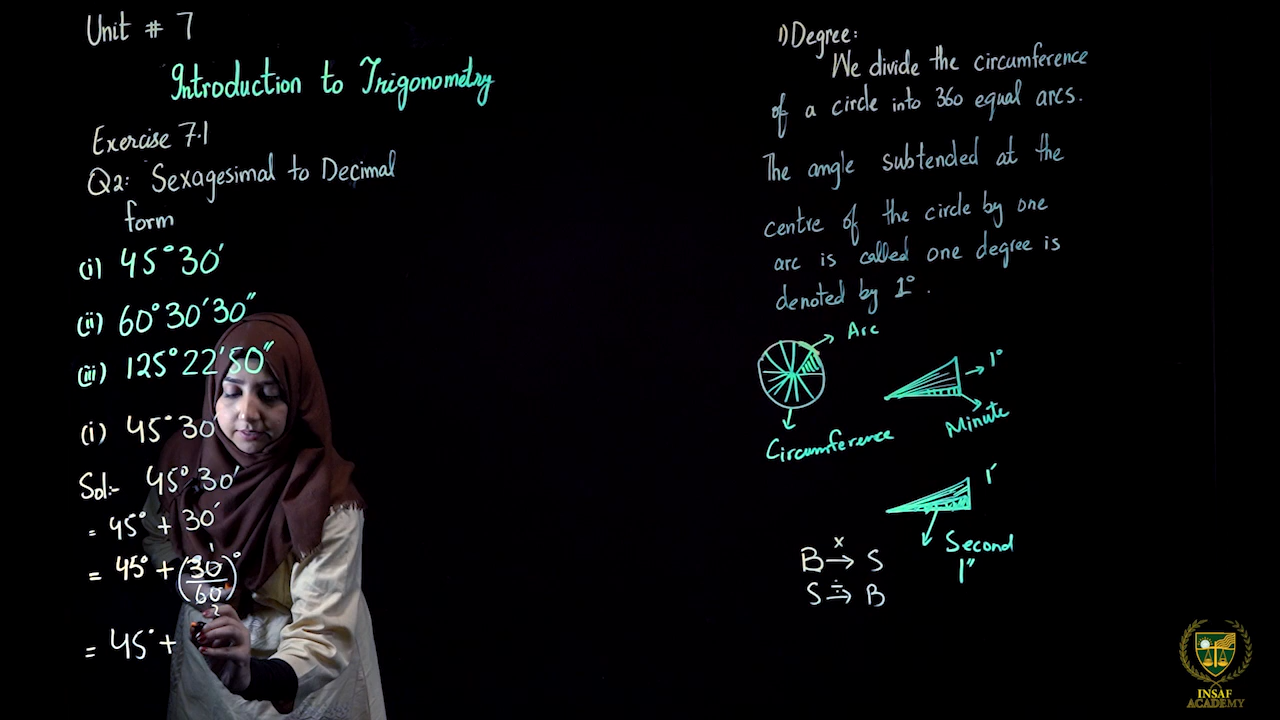 Unit # 7
Introduction to Trigonometry
Exercise 7.1
Q2: Sexagesimal to Decimal
form
(i) 45°30′
(ii) 60°30′30″
(iii) 125°22′50″
(i) 45°30′
Sol:- 45°30′
= 45° + 30′
= 45° + (30/60)°
1
2
= 45° +
1) Degree:
We divide the circumference
of a circle into 360 equal arcs.
The angle subtended at the
centre of the circle by one
arc is called one degree is
denoted by 1°.
Arc
Circumference
1°
Minute
1′
Second
1″
×
B → S
÷
S → B
INSAF
ACADEMY